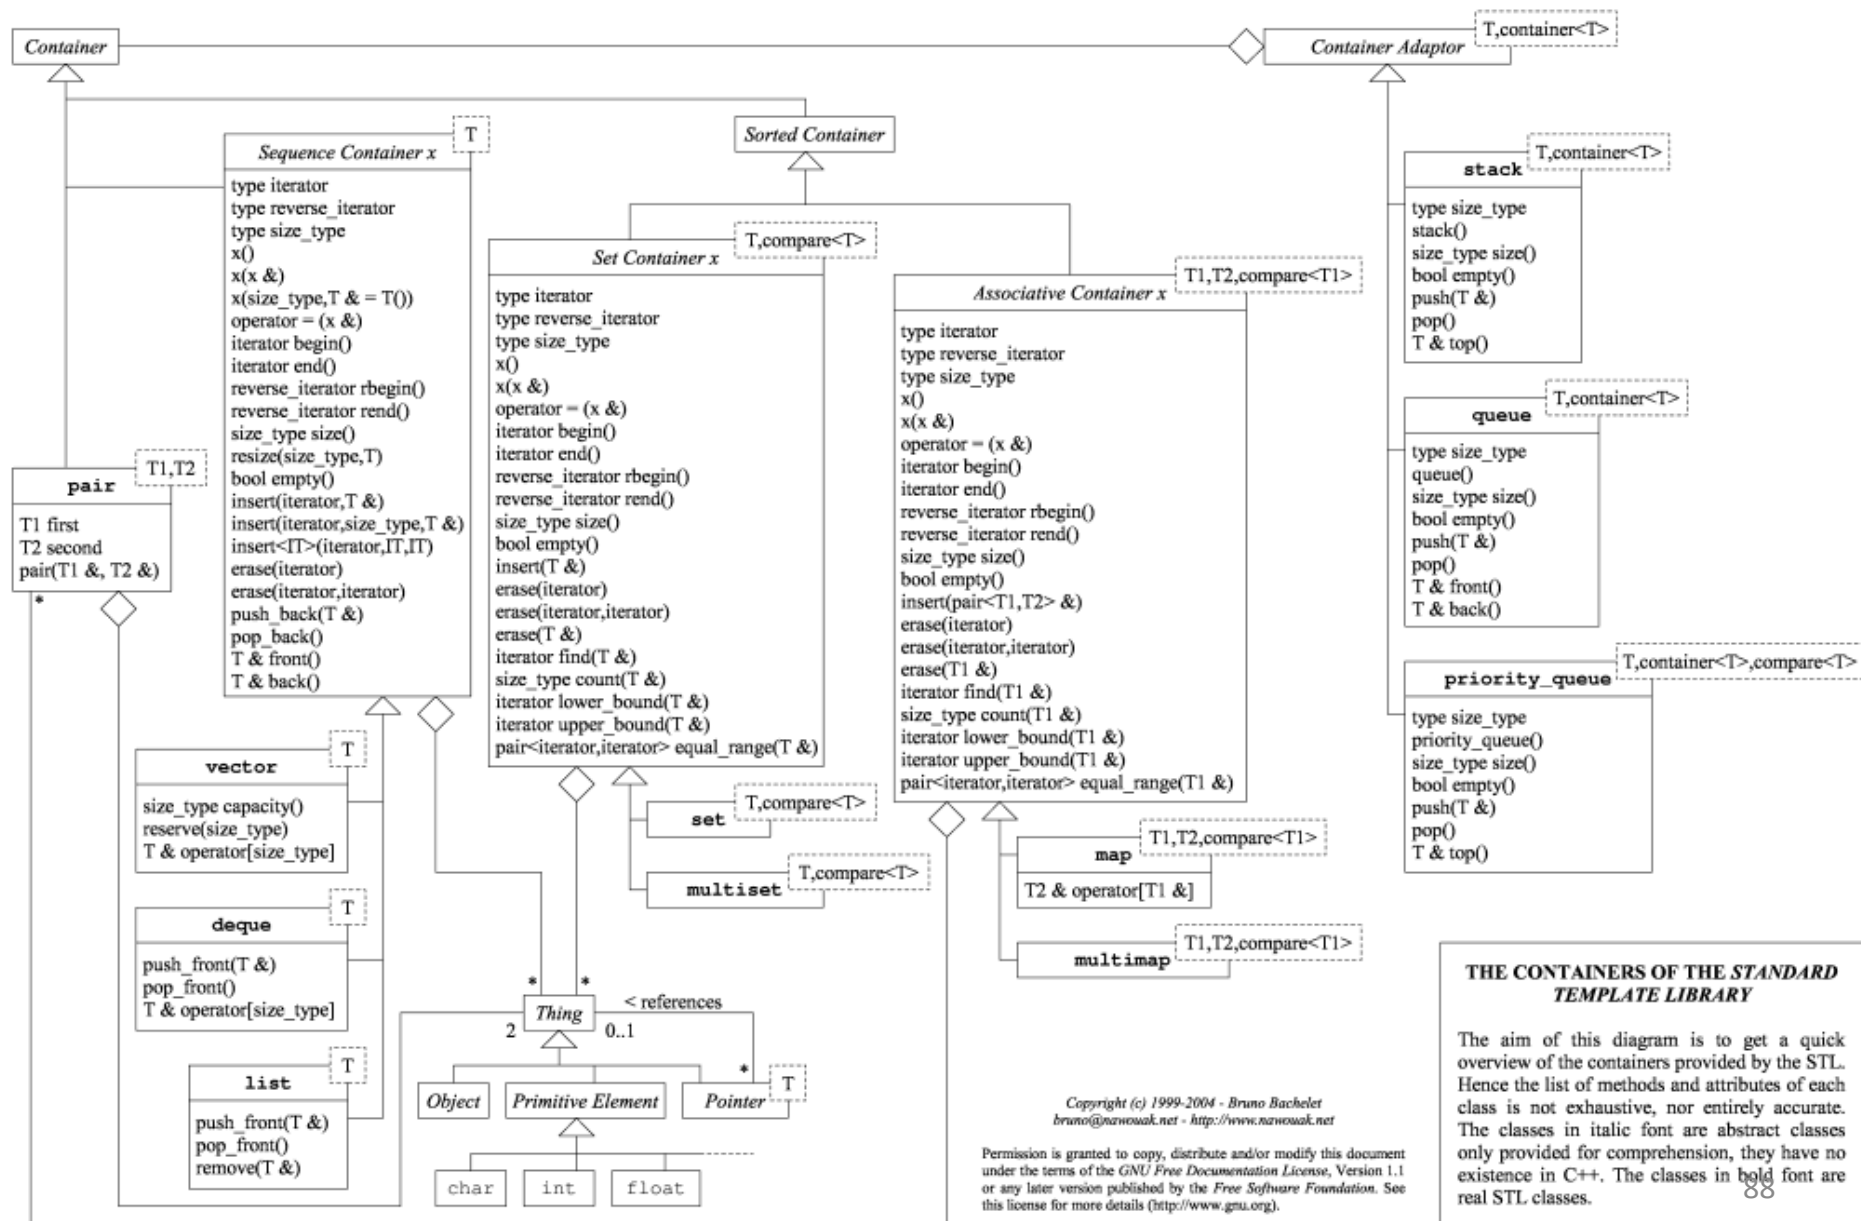 Container
Container Adaptor
T,container<T>
Sorted Container
Sequence Container x
T
type iterator
type reverse_iterator
type size_type
x()
x(x &)
x(size_type,T & = T())
operator = (x &)
iterator begin()
iterator end()
reverse_iterator rbegin()
reverse_iterator rend()
size_type size()
resize(size_type,T)
bool empty()
insert(iterator,T &)
insert(iterator,size_type,T &)
insert<IT>(iterator,IT,IT)
erase(iterator)
erase(iterator,iterator)
push_back(T &)
pop_back()
T & front()
T & back()
Set Container x
T,compare<T>
type iterator
type reverse_iterator
type size_type
x()
x(x &)
operator = (x &)
iterator begin()
iterator end()
reverse_iterator rbegin()
reverse_iterator rend()
size_type size()
bool empty()
insert(T &)
erase(iterator)
erase(iterator,iterator)
erase(T &)
iterator find(T &)
size_type count(T &)
iterator lower_bound(T &)
iterator upper_bound(T &)
pair<iterator,iterator> equal_range(T &)
Associative Container x
T1,T2,compare<T1>
type iterator
type reverse_iterator
type size_type
x()
x(x &)
operator = (x &)
iterator begin()
iterator end()
reverse_iterator rbegin()
reverse_iterator rend()
size_type size()
bool empty()
insert(pair<T1,T2> &)
erase(iterator)
erase(iterator,iterator)
erase(T1 &)
iterator find(T1 &)
size_type count(T1 &)
iterator lower_bound(T1 &)
iterator upper_bound(T1 &)
pair<iterator,iterator> equal_range(T1 &)
stack
T,container<T>
type size_type
stack()
size_type size()
bool empty()
push(T &)
pop()
T & top()
queue
T,container<T>
type size_type
queue()
size_type size()
bool empty()
push(T &)
pop()
T & front()
T & back()
priority_queue
T,container<T>,compare<T>
type size_type
priority_queue()
size_type size()
bool empty()
push(T &)
pop()
T & top()
pair
T1,T2
T1 first
T2 second
pair(T1 &, T2 &)
*
vector
T
size_type capacity()
reserve(size_type)
T & operator[size_type]
deque
T
push_front(T &)
pop_front()
T & operator[size_type]
list
T
push_front(T &)
pop_front()
remove(T &)
set
T,compare<T>
multiset
T,compare<T>
map
T1,T2,compare<T1>
T2 & operator[T1 &]
multimap
T1,T2,compare<T1>
* *
Thing
< references
2 0..1
*
Object
Primitive Element
Pointer
T
char
int
float
Copyright (c) 1999-2004 - Bruno Bachelet
bruno@nawouak.net - http://www.nawouak.net
Permission is granted to copy, distribute and/or modify this document
under the terms of the GNU Free Documentation License, Version 1.1
or any later version published by the Free Software Foundation. See
this license for more details (http://www.gnu.org).
THE CONTAINERS OF THE STANDARD
TEMPLATE LIBRARY
The aim of this diagram is to get a quick
overview of the containers provided by the STL.
Hence the list of methods and attributes of each
class is not exhaustive, nor entirely accurate.
The classes in italic font are abstract classes
only provided for comprehension, they have no
existence in C++. The classes in bold font are
real STL classes.
88